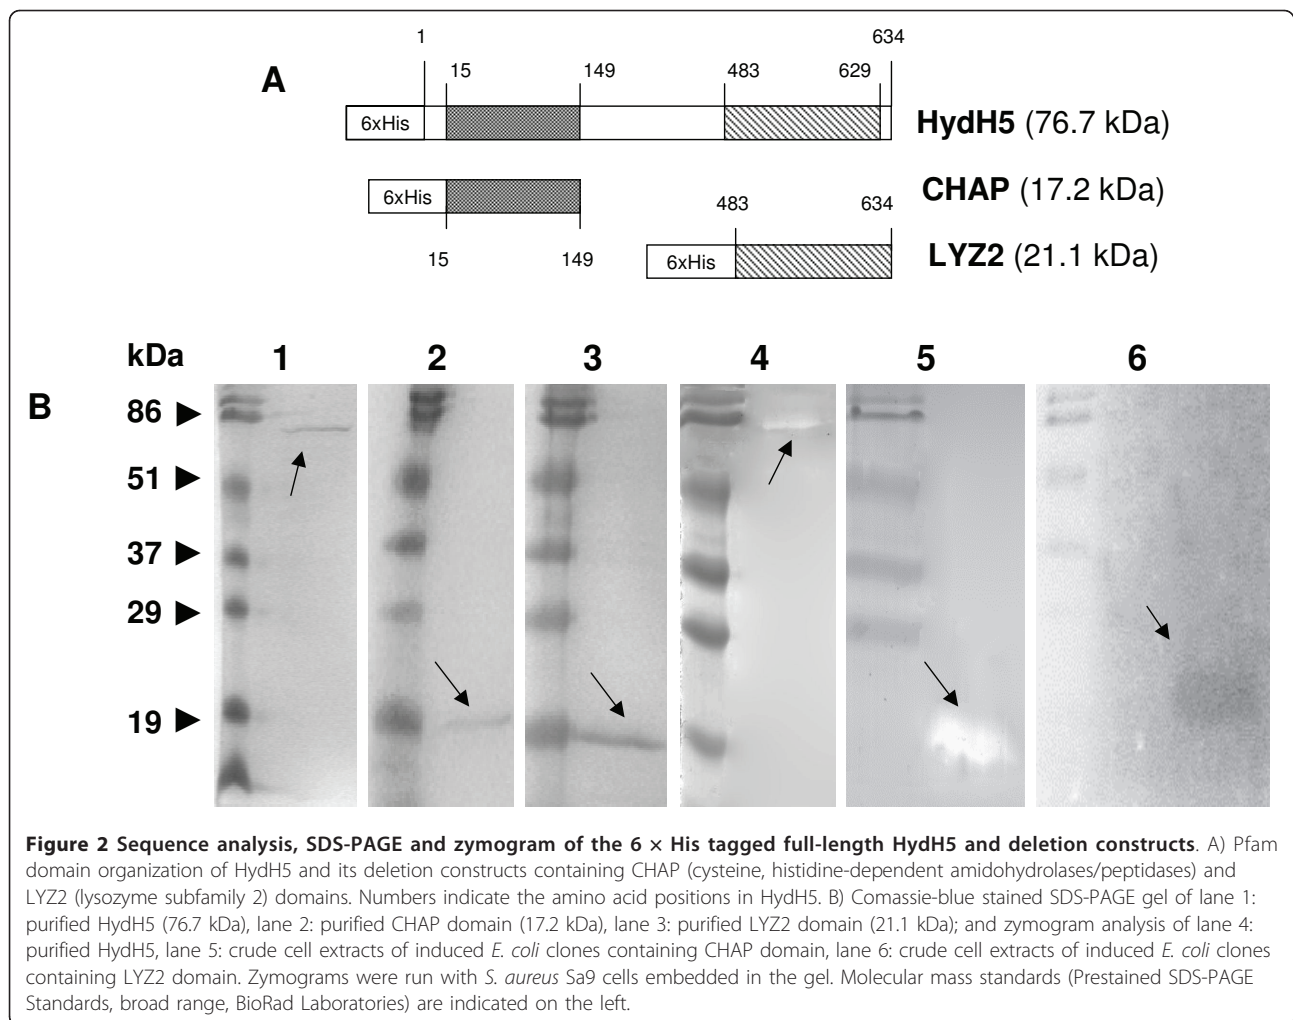 A
1
634
15
149
483
629
6xHis
HydH5 (76.7 kDa)
6xHis
CHAP (17.2 kDa)
15
149
483
634
6xHis
LYZ2 (21.1 kDa)
B
kDa
1
2
3
4
5
6
86
51
37
29
19
Figure 2 Sequence analysis, SDS-PAGE and zymogram of the 6 × His tagged full-length HydH5 and deletion constructs. A) Pfam
domain organization of HydH5 and its deletion constructs containing CHAP (cysteine, histidine-dependent amidohydrolases/peptidases) and
LYZ2 (lysozyme subfamily 2) domains. Numbers indicate the amino acid positions in HydH5. B) Comassie-blue stained SDS-PAGE gel of lane 1:
purified HydH5 (76.7 kDa), lane 2: purified CHAP domain (17.2 kDa), lane 3: purified LYZ2 domain (21.1 kDa); and zymogram analysis of lane 4:
purified HydH5, lane 5: crude cell extracts of induced E. coli clones containing CHAP domain, lane 6: crude cell extracts of induced E. coli clones
containing LYZ2 domain. Zymograms were run with S. aureus Sa9 cells embedded in the gel. Molecular mass standards (Prestained SDS-PAGE
Standards, broad range, BioRad Laboratories) are indicated on the left.